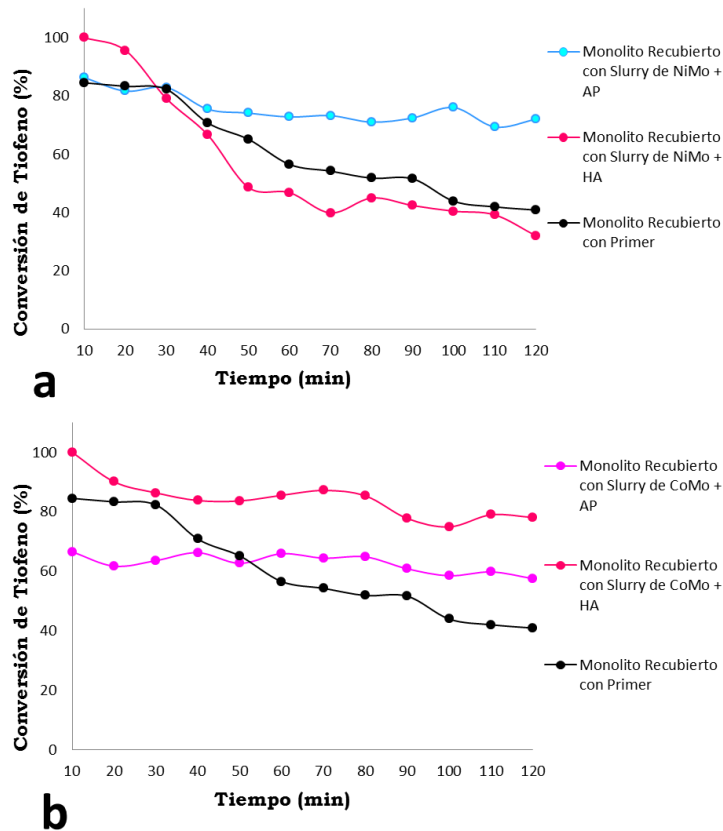 100
80
60
40
20
0
Conversión de Tiofeno (%)
10 20 30 40 50 60 70 80 90 100 110 120
Tiempo (min)
a
Monolito Recubierto
con Slurry de NiMo +
AP
Monolito Recubierto
con Slurry de NiMo +
HA
Monolito Recubierto
con Primer
100
80
60
40
20
0
Conversión de Tiofeno (%)
10 20 30 40 50 60 70 80 90 100 110 120
Tiempo (min)
b
Monolito Recubierto
con Slurry de CoMo +
AP
Monolito Recubierto
con Slurry de CoMo +
HA
Monolito Recubierto
con Primer